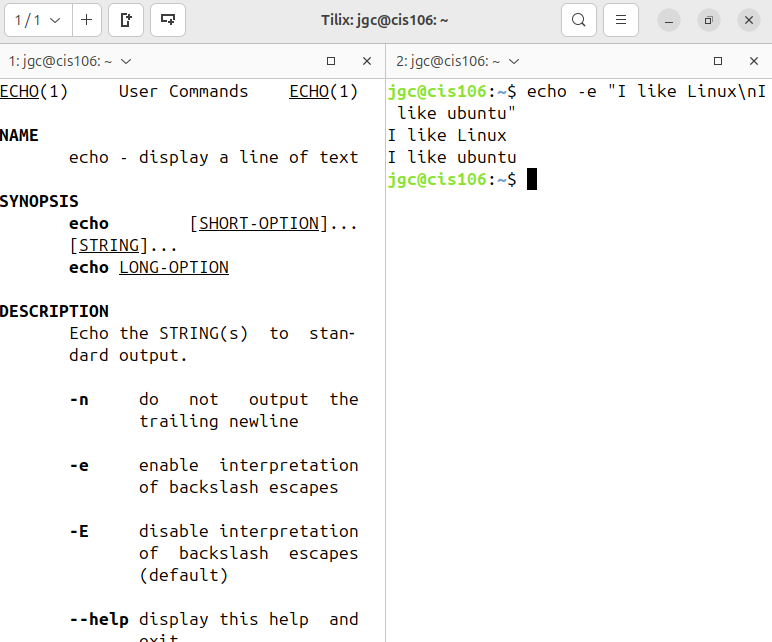 1 / 1
Tilix: jgc@cis106: ~
1: jgc@cis106: ~
ECHO(1) User Commands ECHO(1)
NAME
echo - display a line of text
SYNOPSIS
echo [SHORT-OPTION]...
[STRING]...
echo LONG-OPTION
DESCRIPTION
Echo the STRING(s) to stan-
dard output.
-n do not output the
trailing newline
-e enable interpretation
of backslash escapes
-E disable interpretation
of backslash escapes
(default)
--help display this help and
exit
2: jgc@cis106: ~
jgc@cis106:~$ echo -e "I like Linux\nI
like ubuntu"
I like Linux
I like ubuntu
jgc@cis106:~$